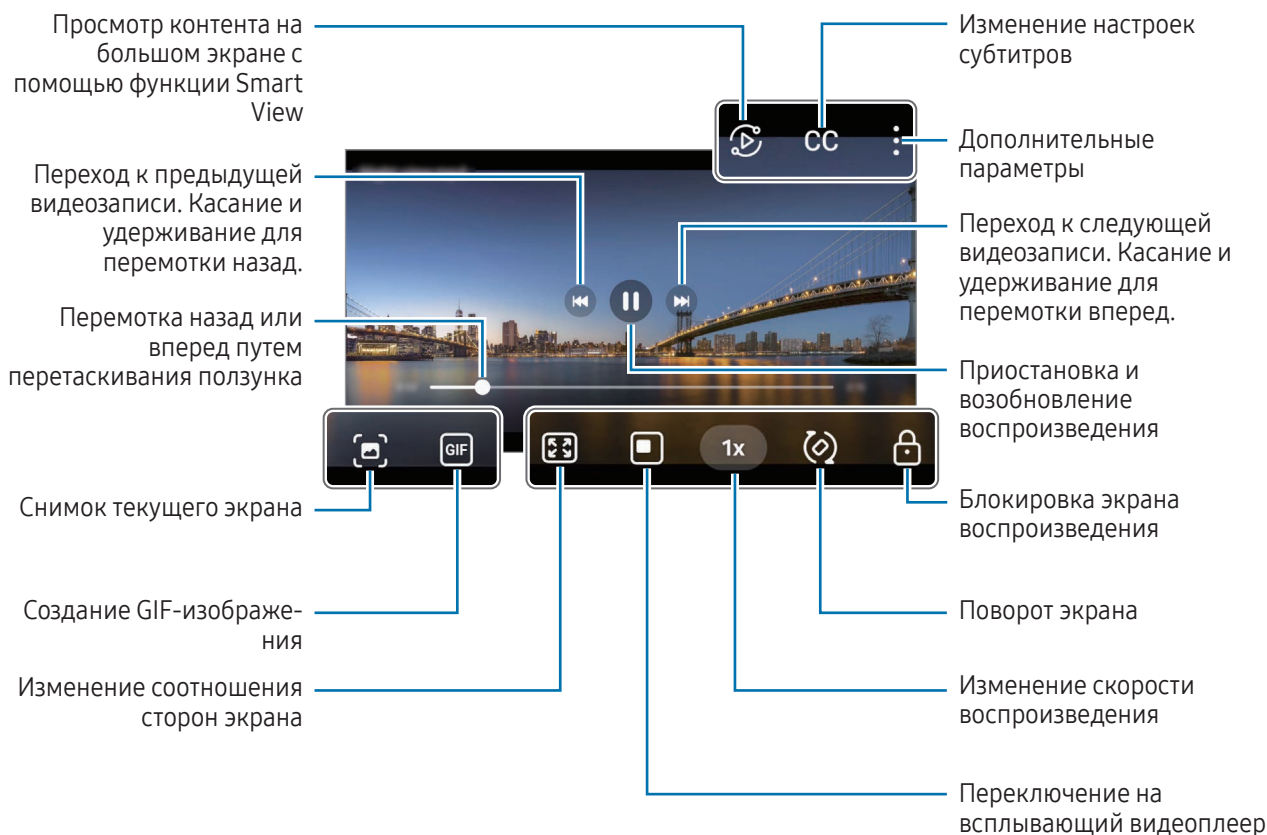 Просмотр контента на
большом экране с
помощью функции Smart
View
Изменение настроек
субтитров
CC
Дополнительные
параметры
Переход к предыдущей
видеозаписи. Касание и
удерживание для
перемотки назад.
Переход к следующей
видеозаписи. Касание и
удерживание для
перемотки вперед.
Перемотка назад или
вперед путем
перетаскивания ползунка
Приостановка и
возобновление
воспроизведения
GIF
1x
Снимок текущего экрана
Блокировка экрана
воспроизведения
Создание GIF-изображе-
ния
Поворот экрана
Изменение соотношения
сторон экрана
Изменение скорости
воспроизведения
Переключение на
всплывающий видеоплеер